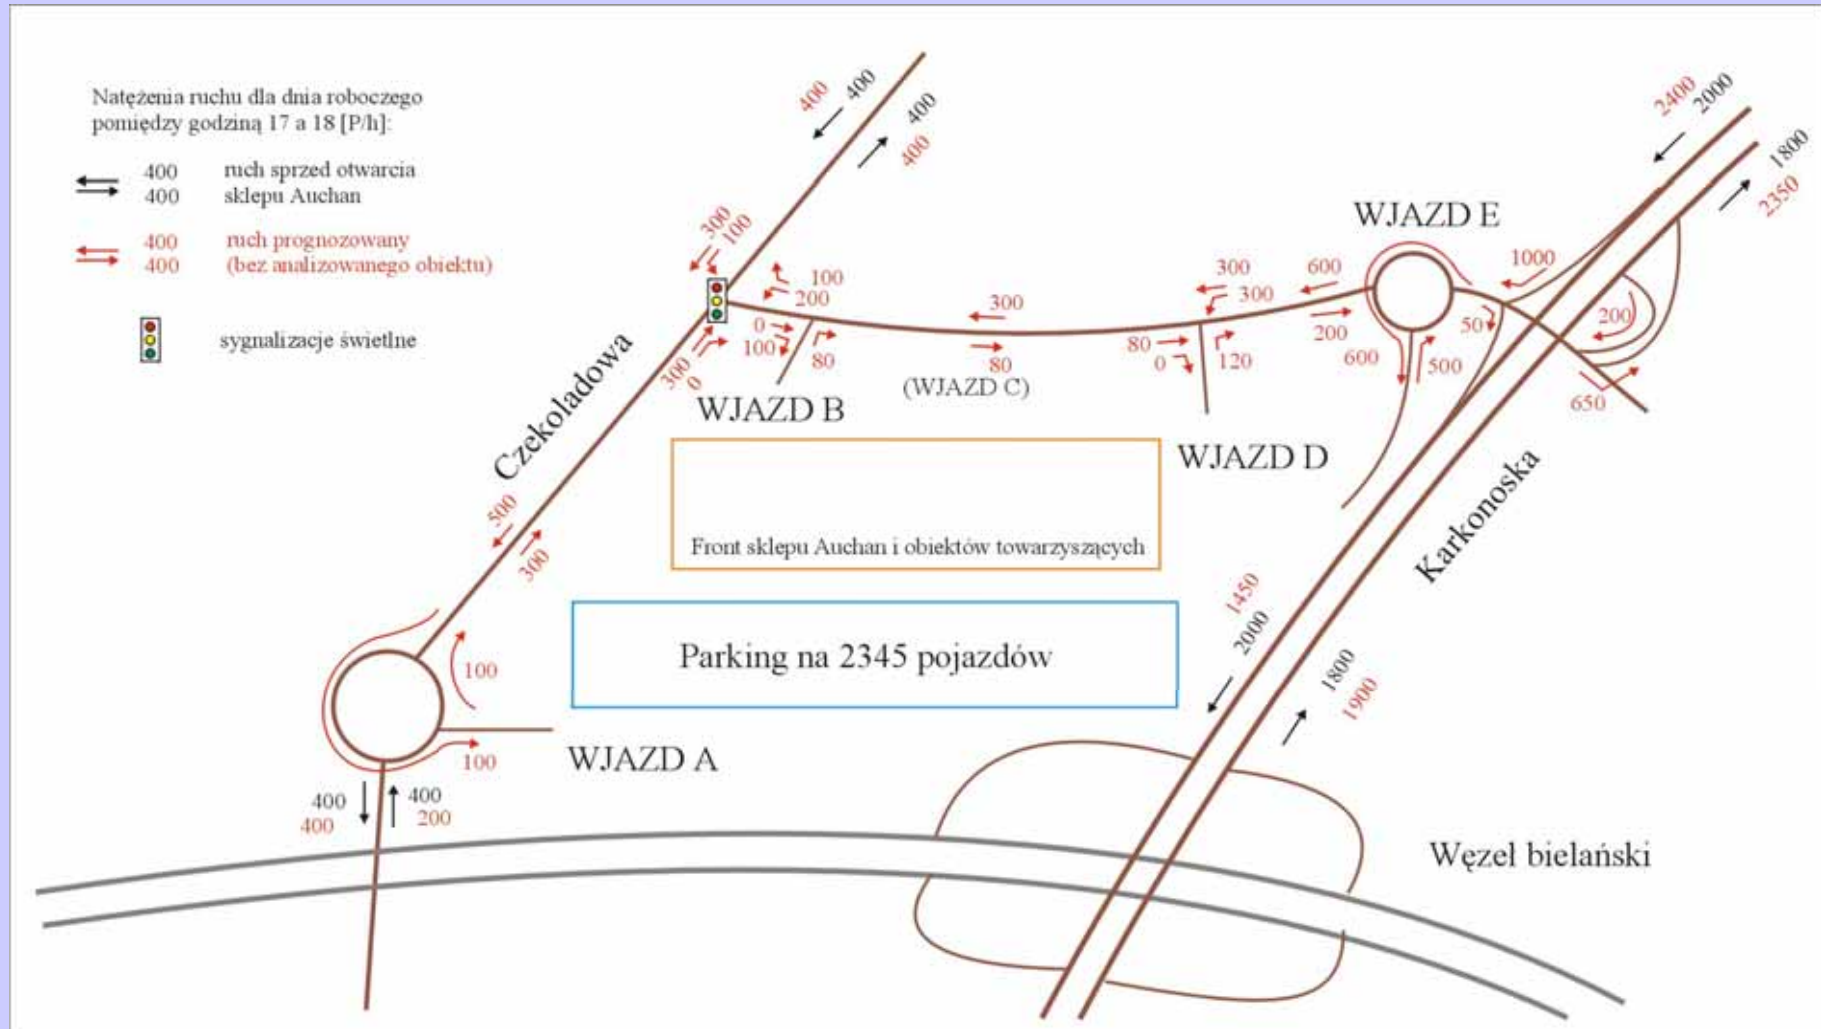 Natężenia ruchu dla dnia roboczego
pomiędzy godziną 17 a 18 [P/h]:
400
400
ruch sprzed otwarcia
sklepu Auchan
400
400
ruch prognozowany
(bez analizowanego obiektu)
sygnalizacje świetlne
400
400
400
400
2400
2000
1800
2350
300
100
WJAZD E
100
200
300
300
300
600
1000
0
100
80
80
80
0
120
200
600
500
50
200
650
300
0
Czekoladowa
WJAZD B
(WJAZD C)
WJAZD D
Karkonoska
500
300
Front sklepu Auchan i obiektów towarzyszących
Parking na 2345 pojazdów
1450
2000
1800
1900
100
100
WJAZD A
400
400
400
200
Węzeł bielański